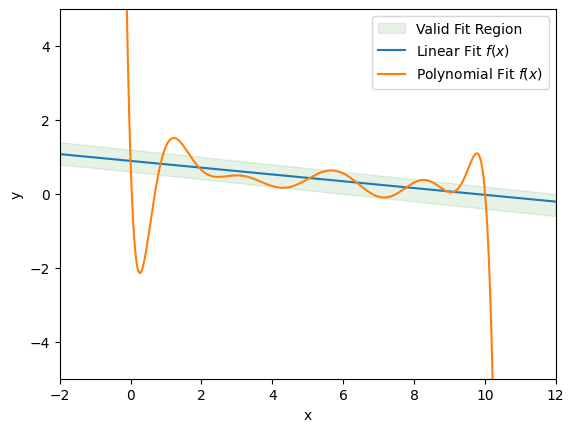 Valid Fit Region
Linear Fit f(x)
Polynomial Fit f(x)
4
2
0
−2
−4
y
−2 0 2 4 6 8 10 12
x